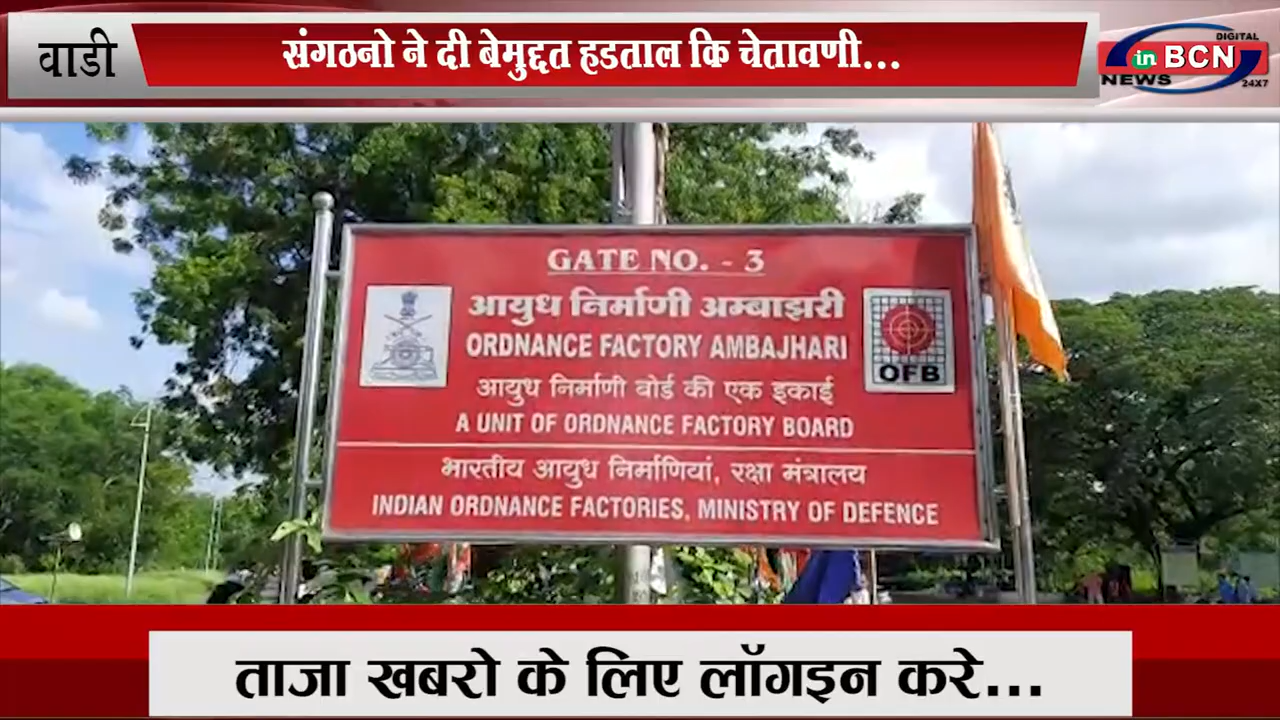 वाडी
संगठनो ने दी बेमुद्दत हडताल कि चेतावणी...
DIGITAL
in BCN
NEWS
24X7
GATE NO. - 3
आयुध निर्माणी अम्बाझरी
ORDNANCE FACTORY AMBAJHARI
OFB
आयुध निर्माणी बोर्ड की एक इकाई
A UNIT OF ORDNANCE FACTORY BOARD
भारतीय आयुध निर्माणियां, रक्षा मंत्रालय
INDIAN ORDNANCE FACTORIES, MINISTRY OF DEFENCE
ताजा खबरो के लिए लॉगइन करे...